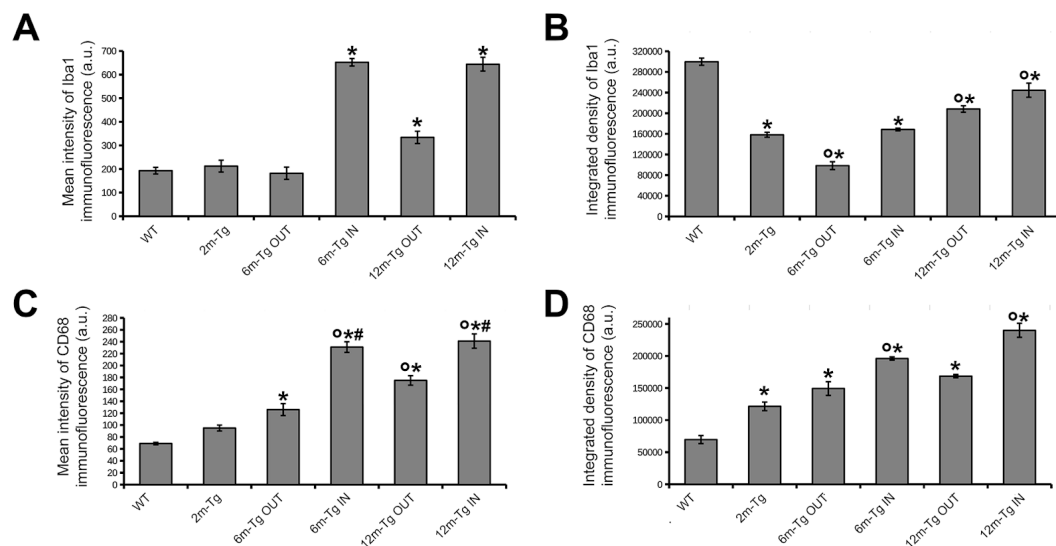 A
Mean intensity of Iba1
immunofluorescence (a.u.)
700
600
500
400
300
200
100
0
*
*
*
WT
2m-Tg
6m-Tg OUT
6m-Tg IN
12m-Tg OUT
12m-Tg IN
B
Integrated density of Iba1
immunofluorescence (a.u.)
320000
280000
240000
200000
160000
120000
80000
40000
0
*
°*
*
°*
°*
WT
2m-Tg
6m-Tg OUT
6m-Tg IN
12m-Tg OUT
12m-Tg IN
C
Mean intensity of CD68
immunofluorescence (a.u.)
280
260
240
220
200
180
160
140
120
100
80
60
40
20
0
*
°*#
°*
°*#
WT
2m-Tg
6m-Tg OUT
6m-Tg IN
12m-Tg OUT
12m-Tg IN
D
Integrated density of CD68
immunofluorescence (a.u.)
250000
200000
150000
100000
50000
0
*
*
°*
*
°*
WT
2m-Tg
6m-Tg OUT
6m-Tg IN
12m-Tg OUT
12m-Tg IN